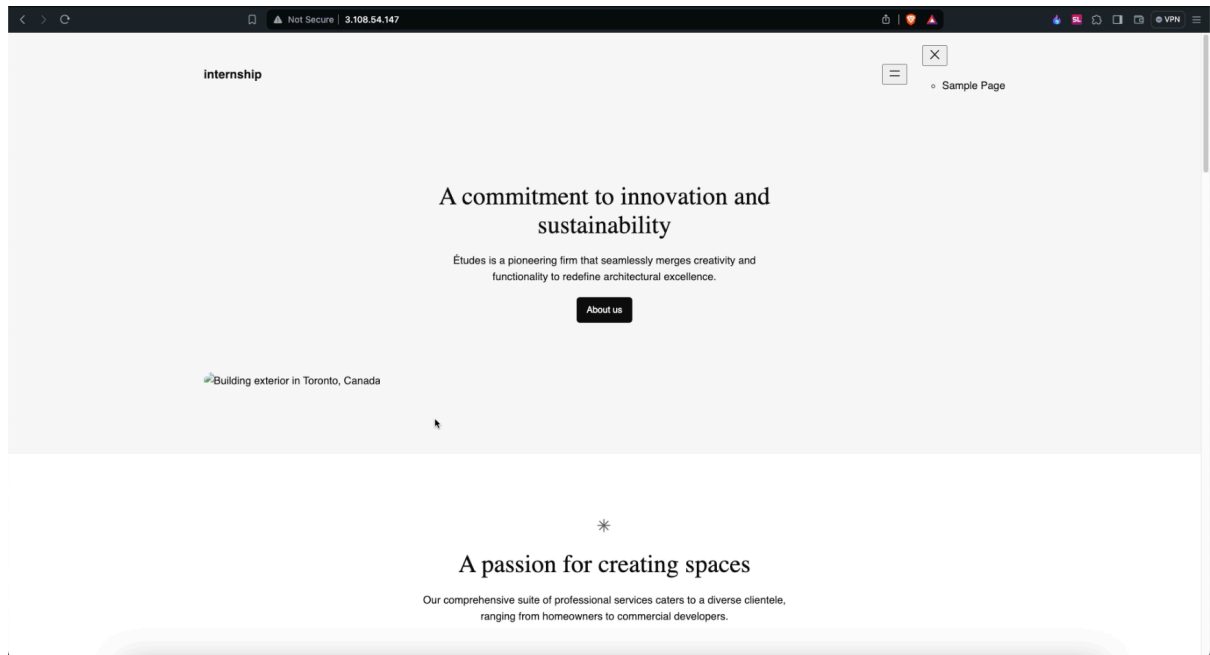 Not Secure 3.108.54.147
SL
VPN
internship
Sample Page
A commitment to innovation and
sustainability
Études is a pioneering firm that seamlessly merges creativity and
functionality to redefine architectural excellence.
About us
Building exterior in Toronto, Canada
A passion for creating spaces
Our comprehensive suite of professional services caters to a diverse clientele,
ranging from homeowners to commercial developers.